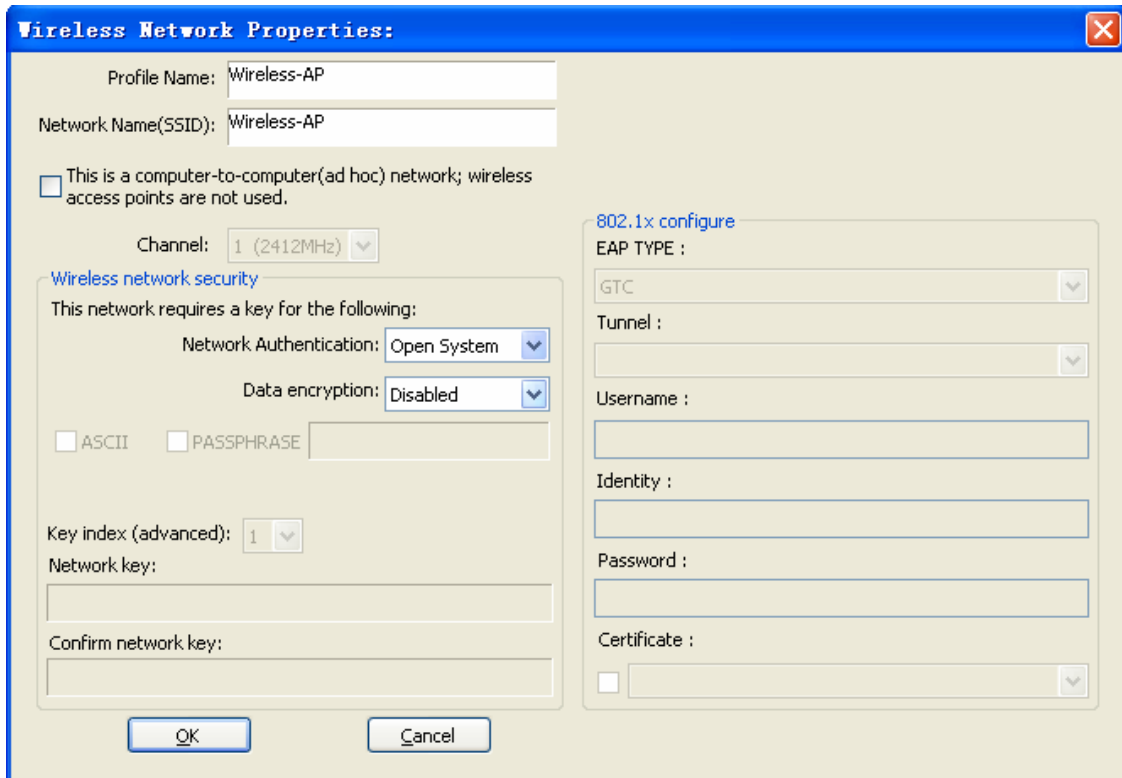 Wireless Network Properties:
Profile Name: Wireless-AP
Network Name(SSID): Wireless-AP
This is a computer-to-computer(ad hoc) network; wireless
access points are not used.
Channel: 1 (2412MHz)
Wireless network security
This network requires a key for the following:
Network Authentication: Open System
Data encryption: Disabled
ASCII PASSPHRASE
Key index (advanced): 1
Network key:
Confirm network key:
802.1x configure
EAP TYPE :
GTC
Tunnel :
Username :
Identity :
Password :
Certificate :
OK Cancel